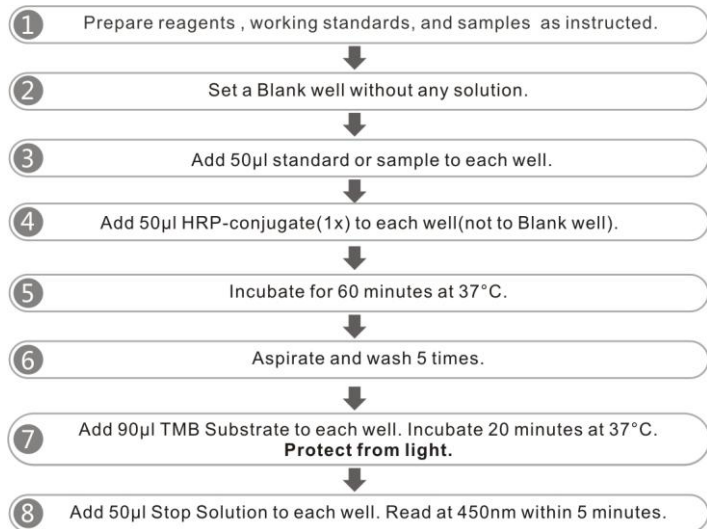 1 Prepare reagents , working standards, and samples as instructed.
2 Set a Blank well without any solution.
3 Add 50μl standard or sample to each well.
4 Add 50μl HRP-conjugate(1x) to each well(not to Blank well).
5 Incubate for 60 minutes at 37°C.
6 Aspirate and wash 5 times.
7 Add 90μl TMB Substrate to each well. Incubate 20 minutes at 37°C.
Protect from light.
8 Add 50μl Stop Solution to each well. Read at 450nm within 5 minutes.